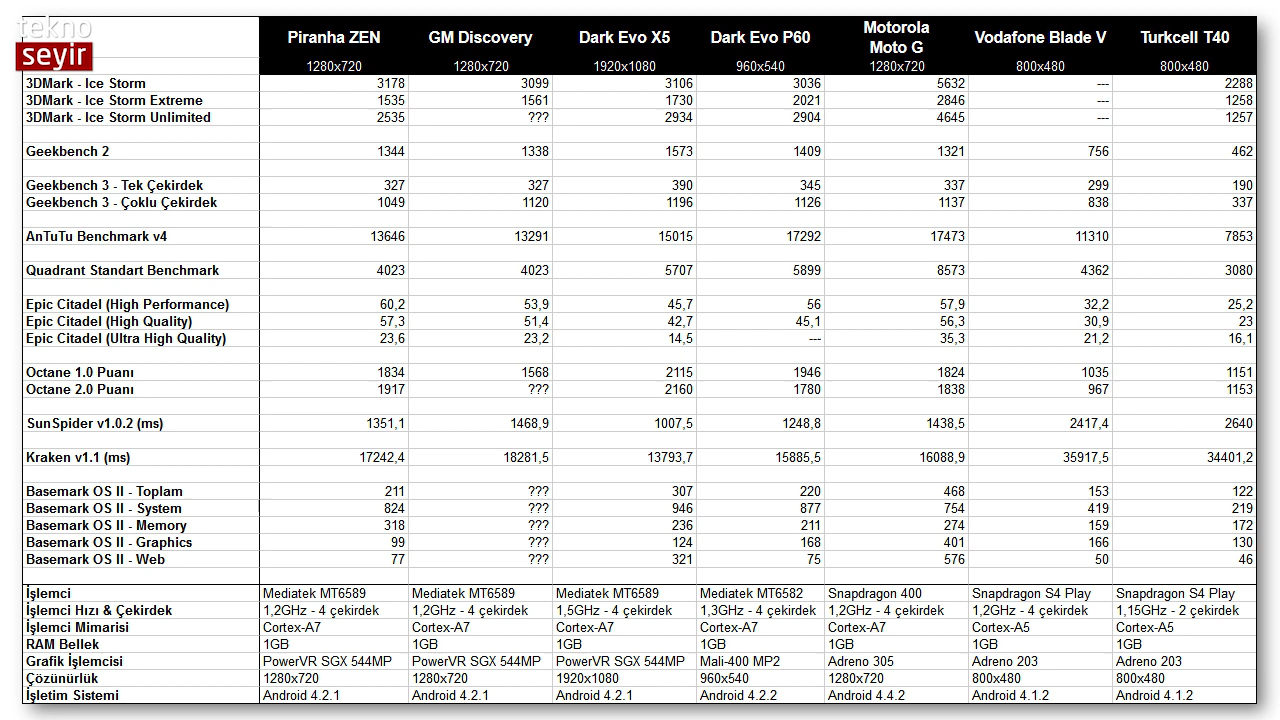 tekno
seyir
Piranha ZEN GM Discovery Dark Evo X5 Dark Evo P60 Motorola Moto G Vodafone Blade V Turkcell T40
1280x720 1280x720 1920x1080 960x540 1280x720 800x480 800x480
3DMark - Ice Storm 3178 3099 3106 3036 5632 --- 2288
3DMark - Ice Storm Extreme 1535 1561 1730 2021 2846 --- 1258
3DMark - Ice Storm Unlimited 2535 ??? 2934 2904 4645 --- 1257
Geekbench 2 1344 1338 1573 1409 1321 756 462
Geekbench 3 - Tek Çekirdek 327 327 390 345 337 299 190
Geekbench 3 - Çoklu Çekirdek 1049 1120 1196 1126 1137 838 337
AnTuTu Benchmark v4 13646 13291 15015 17292 17473 11310 7853
Quadrant Standart Benchmark 4023 4023 5707 5899 8573 4362 3080
Epic Citadel (High Performance) 60,2 53,9 45,7 56 57,9 32,2 25,2
Epic Citadel (High Quality) 57,3 51,4 42,7 45,1 56,3 30,9 23
Epic Citadel (Ultra High Quality) 23,6 23,2 14,5 --- 35,3 21,2 16,1
Octane 1.0 Puanı 1834 1568 2115 1946 1824 1035 1151
Octane 2.0 Puanı 1917 ??? 2160 1780 1838 967 1153
SunSpider v1.0.2 (ms) 1351,1 1468,9 1007,5 1248,8 1438,5 2417,4 2640
Kraken v1.1 (ms) 17242,4 18281,5 13793,7 15885,5 16088,9 35917,5 34401,2
Basemark OS II - Toplam 211 ??? 307 220 468 153 122
Basemark OS II - System 824 ??? 946 877 754 419 219
Basemark OS II - Memory 318 ??? 236 211 274 159 172
Basemark OS II - Graphics 99 ??? 124 168 401 166 130
Basemark OS II - Web 77 ??? 321 75 576 50 46
İşlemci Mediatek MT6589 Mediatek MT6589 Mediatek MT6589 Mediatek MT6582 Snapdragon 400 Snapdragon S4 Play Snapdragon S4 Play
İşlemci Hızı & Çekirdek 1,2GHz - 4 çekirdek 1,2GHz - 4 çekirdek 1,5GHz - 4 çekirdek 1,3GHz - 4 çekirdek 1,2GHz - 4 çekirdek 1,2GHz - 4 çekirdek 1,15GHz - 2 çekirdek
İşlemci Mimarisi Cortex-A7 Cortex-A7 Cortex-A7 Cortex-A7 Cortex-A7 Cortex-A5 Cortex-A5
RAM Bellek 1GB 1GB 1GB 1GB 1GB 1GB 1GB
Grafik İşlemcisi PowerVR SGX 544MP PowerVR SGX 544MP PowerVR SGX 544MP Mali-400 MP2 Adreno 305 Adreno 203 Adreno 203
Çözünürlük 1280x720 1280x720 1920x1080 960x540 1280x720 800x480 800x480
İşletim Sistemi Android 4.2.1 Android 4.2.1 Android 4.2.1 Android 4.2.2 Android 4.4.2 Android 4.1.2 Android 4.1.2